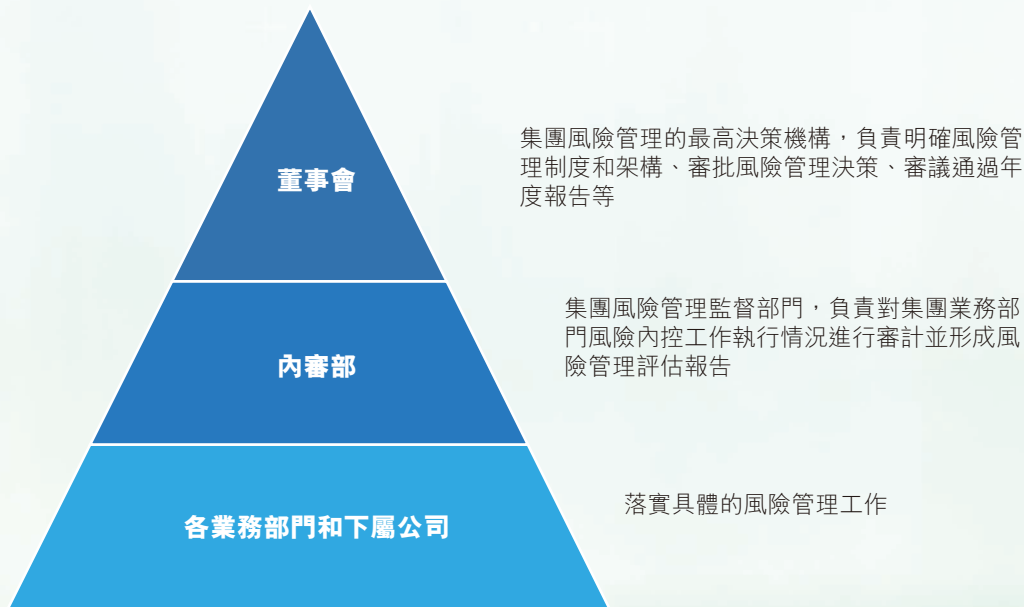 董事會
集團風險管理的最高決策機構，負責明確風險管
理制度和架構、審批風險管理決策、審議通過年
度報告等
內審部
集團風險管理監督部門，負責對集團業務部
門風險內控工作執行情況進行審計並形成風
險管理評估報告
各業務部門和下屬公司
落實具體的風險管理工作